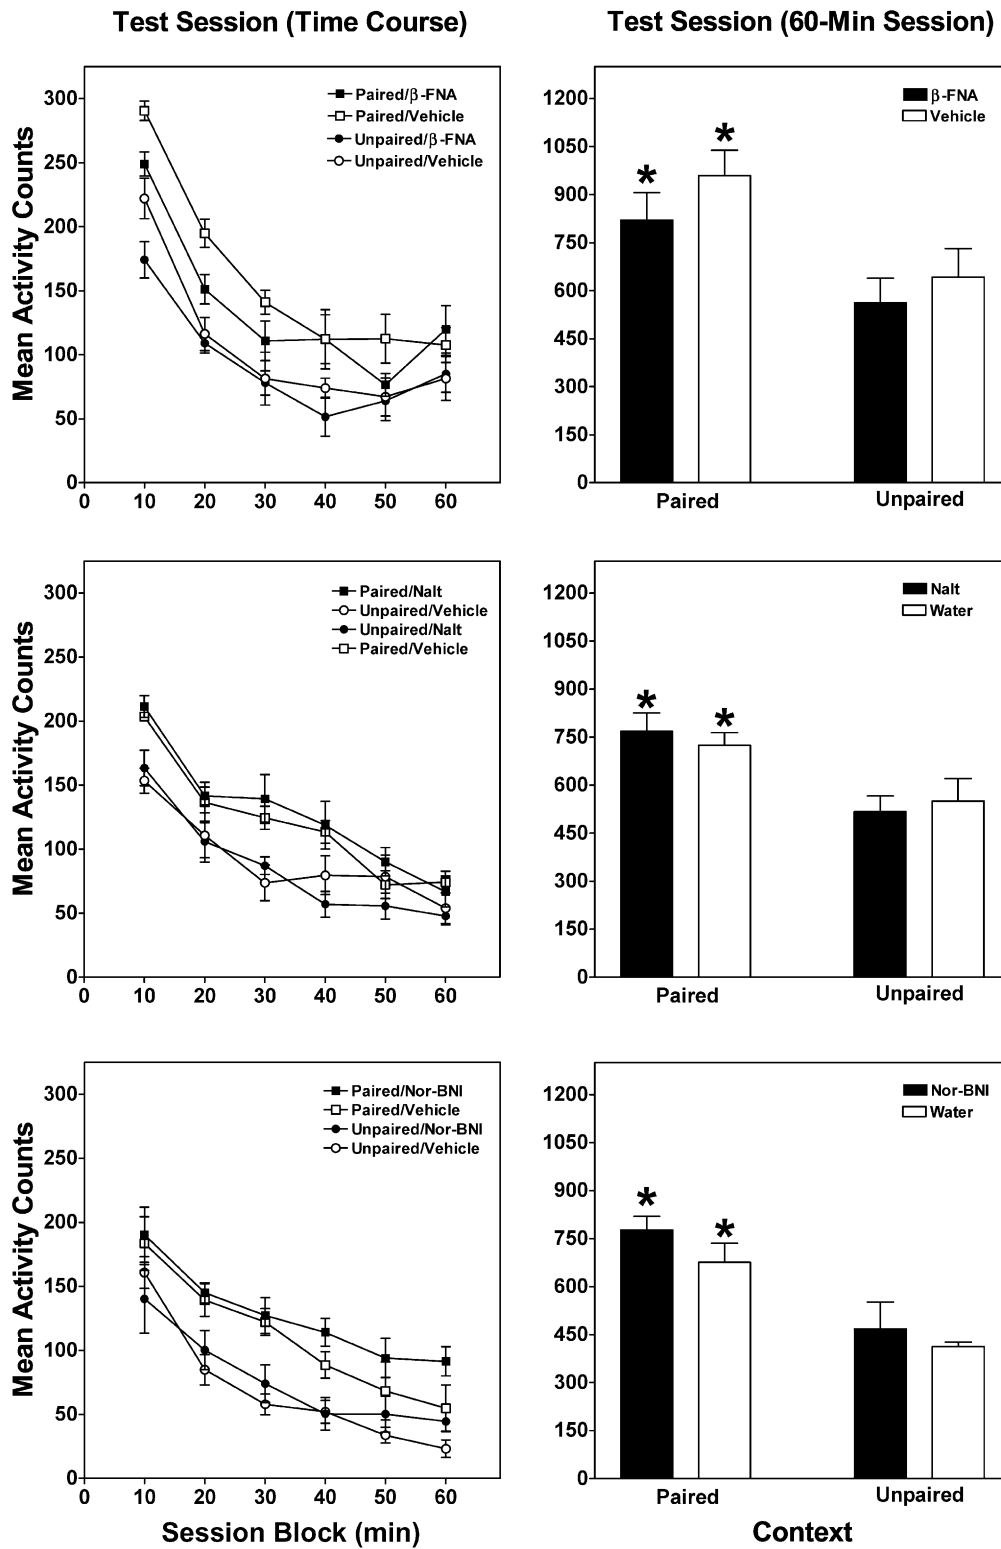 Test Session (Time Course)
Test Session (60-Min Session)
Mean Activity Counts
300
250
200
150
100
50
0
Paired/β-FNA
Paired/Vehicle
Unpaired/β-FNA
Unpaired/Vehicle
0 10 20 30 40 50 60
1200
1050
900
750
600
450
300
150
0
β-FNA
Vehicle
* *
Paired Unpaired
Mean Activity Counts
300
250
200
150
100
50
0
Paired/Nalt
Unpaired/Vehicle
Unpaired/Nalt
Paired/Vehicle
0 10 20 30 40 50 60
1200
1050
900
750
600
450
300
150
0
Nalt
Water
* *
Paired Unpaired
Mean Activity Counts
300
250
200
150
100
50
0
Paired/Nor-BNI
Paired/Vehicle
Unpaired/Nor-BNI
Unpaired/Vehicle
0 10 20 30 40 50 60
Session Block (min)
1200
1050
900
750
600
450
300
150
0
Nor-BNI
Water
* *
Paired Unpaired
Context